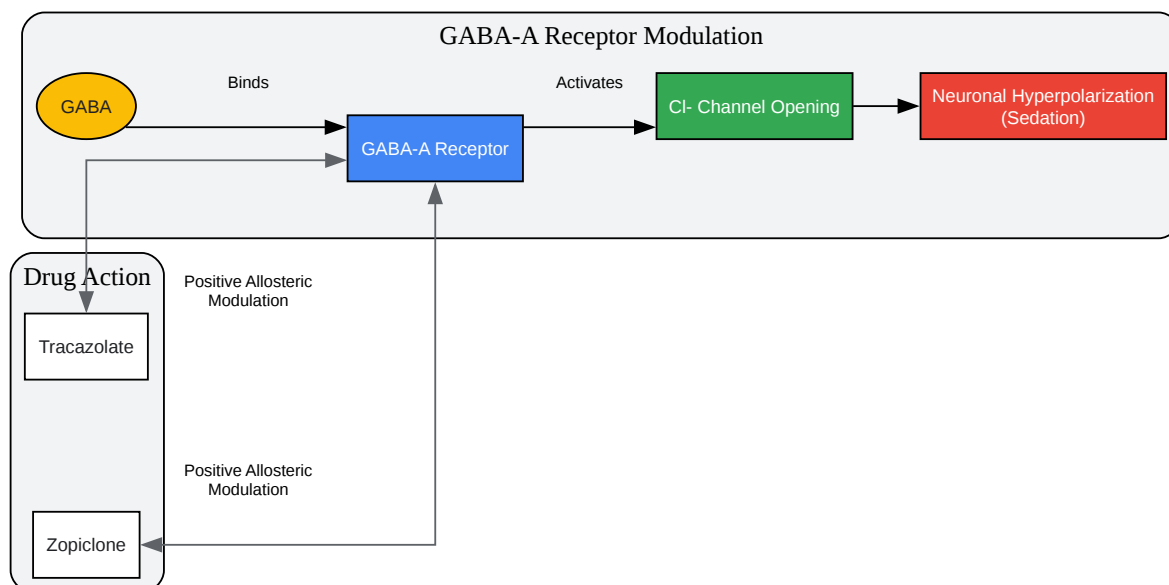 GABA-A Receptor Modulation
GABA
Binds
Activates
Cl- Channel Opening
Neuronal Hyperpolarization
(Sedation)
GABA-A Receptor
Drug Action
Positive Allosteric
Modulation
Tracazolate
Positive Allosteric
Modulation
Zopiclone